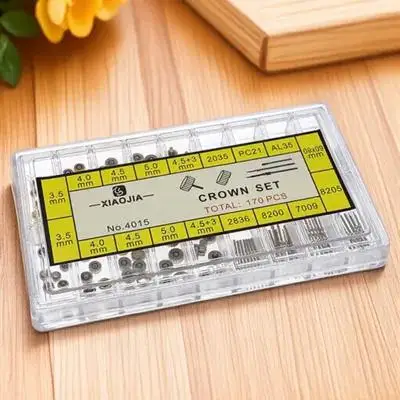 3.5 mm
4.0 mm
4.5 mm
5.0 mm
4.5+3 mm
2035
PC21
AL35
09x09 mm
XIAOJIA
No.4015
CROWN SET
TOTAL: 170 PCS
8205
3.5 mm
4.0 mm
4.5 mm
5.0 mm
4.5+3 mm
2836
8200
7009